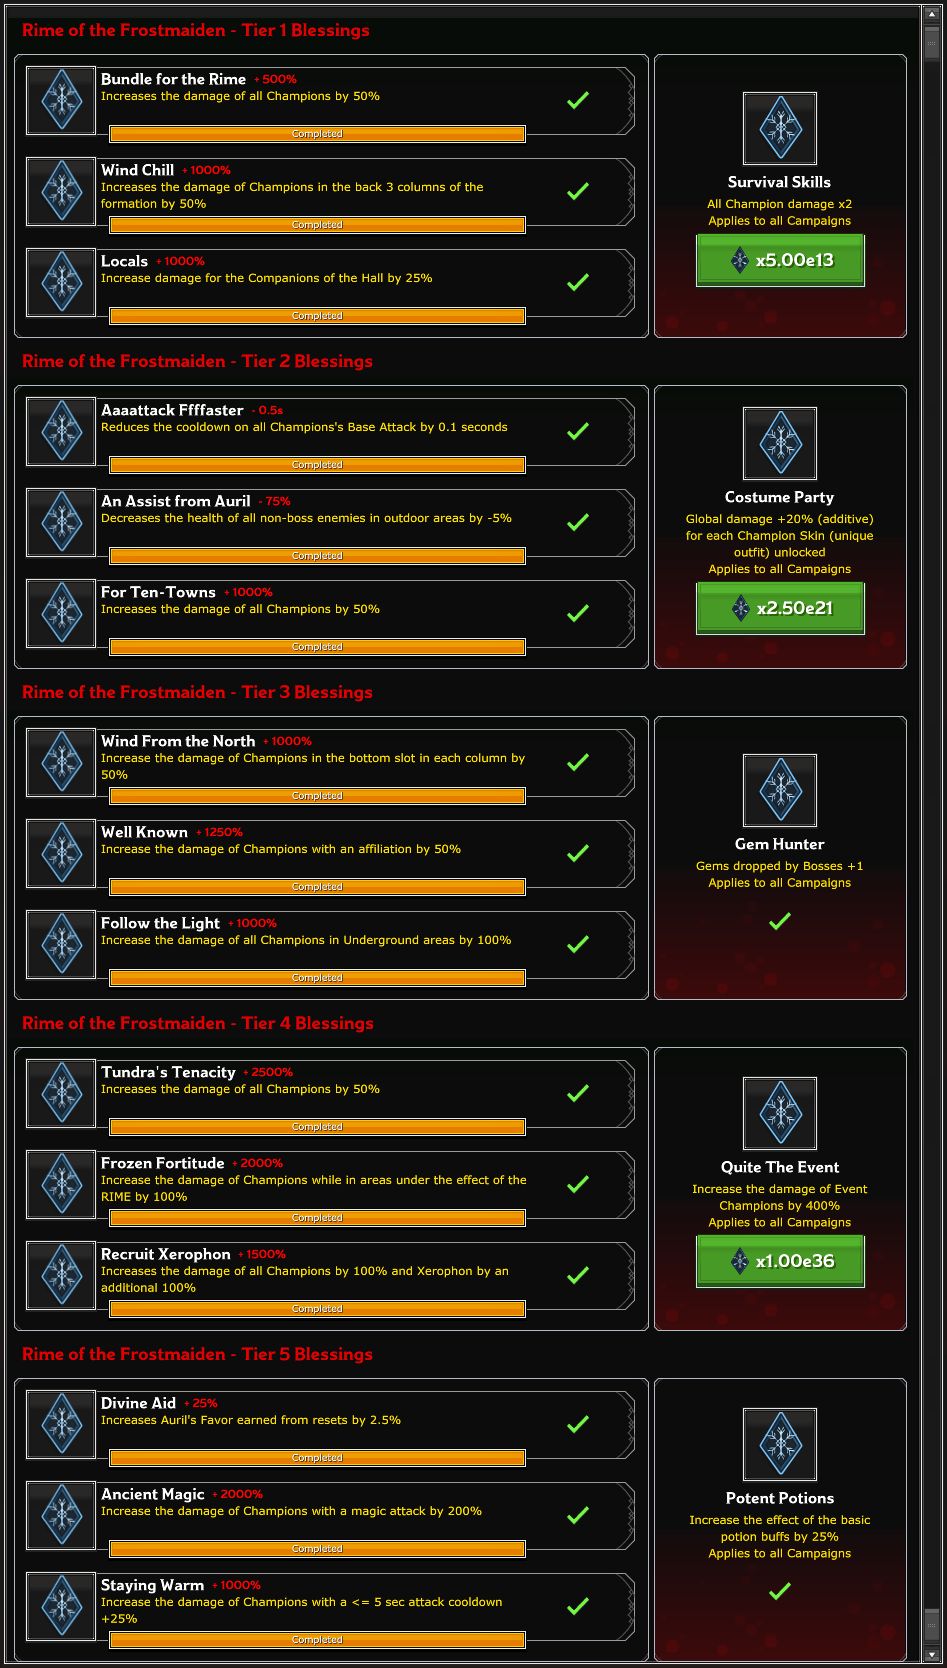 Rime of the Frostmaiden - Tier 1 Blessings
Bundle for the Rime + 500%
Increases the damage of all Champions by 50%
Completed
Wind Chill + 1000%
Increases the damage of Champions in the back 3 columns of the
formation by 50%
Completed
Locals + 1000%
Increase damage for the Companions of the Hall by 25%
Completed
Survival Skills
All Champion damage x2
Applies to all Campaigns
x5.00e13
Rime of the Frostmaiden - Tier 2 Blessings
Aaaattack Ffffaster - 0.5s
Reduces the cooldown on all Champions's Base Attack by 0.1 seconds
Completed
An Assist from Auril - 75%
Decreases the health of all non-boss enemies in outdoor areas by -5%
Completed
For Ten-Towns + 1000%
Increases the damage of all Champions by 50%
Completed
Costume Party
Global damage +20% (additive)
for each Champion Skin (unique
outfit) unlocked
Applies to all Campaigns
x2.50e21
Rime of the Frostmaiden - Tier 3 Blessings
Wind From the North + 1000%
Increase the damage of Champions in the bottom slot in each column by
50%
Completed
Well Known + 1250%
Increase the damage of Champions with an affiliation by 50%
Completed
Follow the Light + 1000%
Increase the damage of all Champions in Underground areas by 100%
Completed
Gem Hunter
Gems dropped by Bosses +1
Applies to all Campaigns
Rime of the Frostmaiden - Tier 4 Blessings
Tundra's Tenacity + 2500%
Increases the damage of all Champions by 50%
Completed
Frozen Fortitude + 2000%
Increase the damage of Champions while in areas under the effect of the
RIME by 100%
Completed
Recruit Xerophon + 1500%
Increases the damage of all Champions by 100% and Xerophon by an
additional 100%
Completed
Quite The Event
Increase the damage of Event
Champions by 400%
Applies to all Campaigns
x1.00e36
Rime of the Frostmaiden - Tier 5 Blessings
Divine Aid + 25%
Increases Auril's Favor earned from resets by 2.5%
Completed
Ancient Magic + 2000%
Increase the damage of Champions with a magic attack by 200%
Completed
Staying Warm + 1000%
Increase the damage of Champions with a <= 5 sec attack cooldown
+25%
Completed
Potent Potions
Increase the effect of the basic
potion buffs by 25%
Applies to all Campaigns